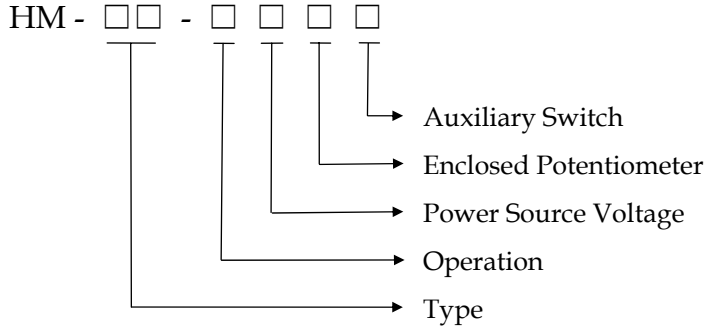 HM - □□ - □ □ □ □
Auxiliary Switch
Enclosed Potentiometer
Power Source Voltage
Operation
Type